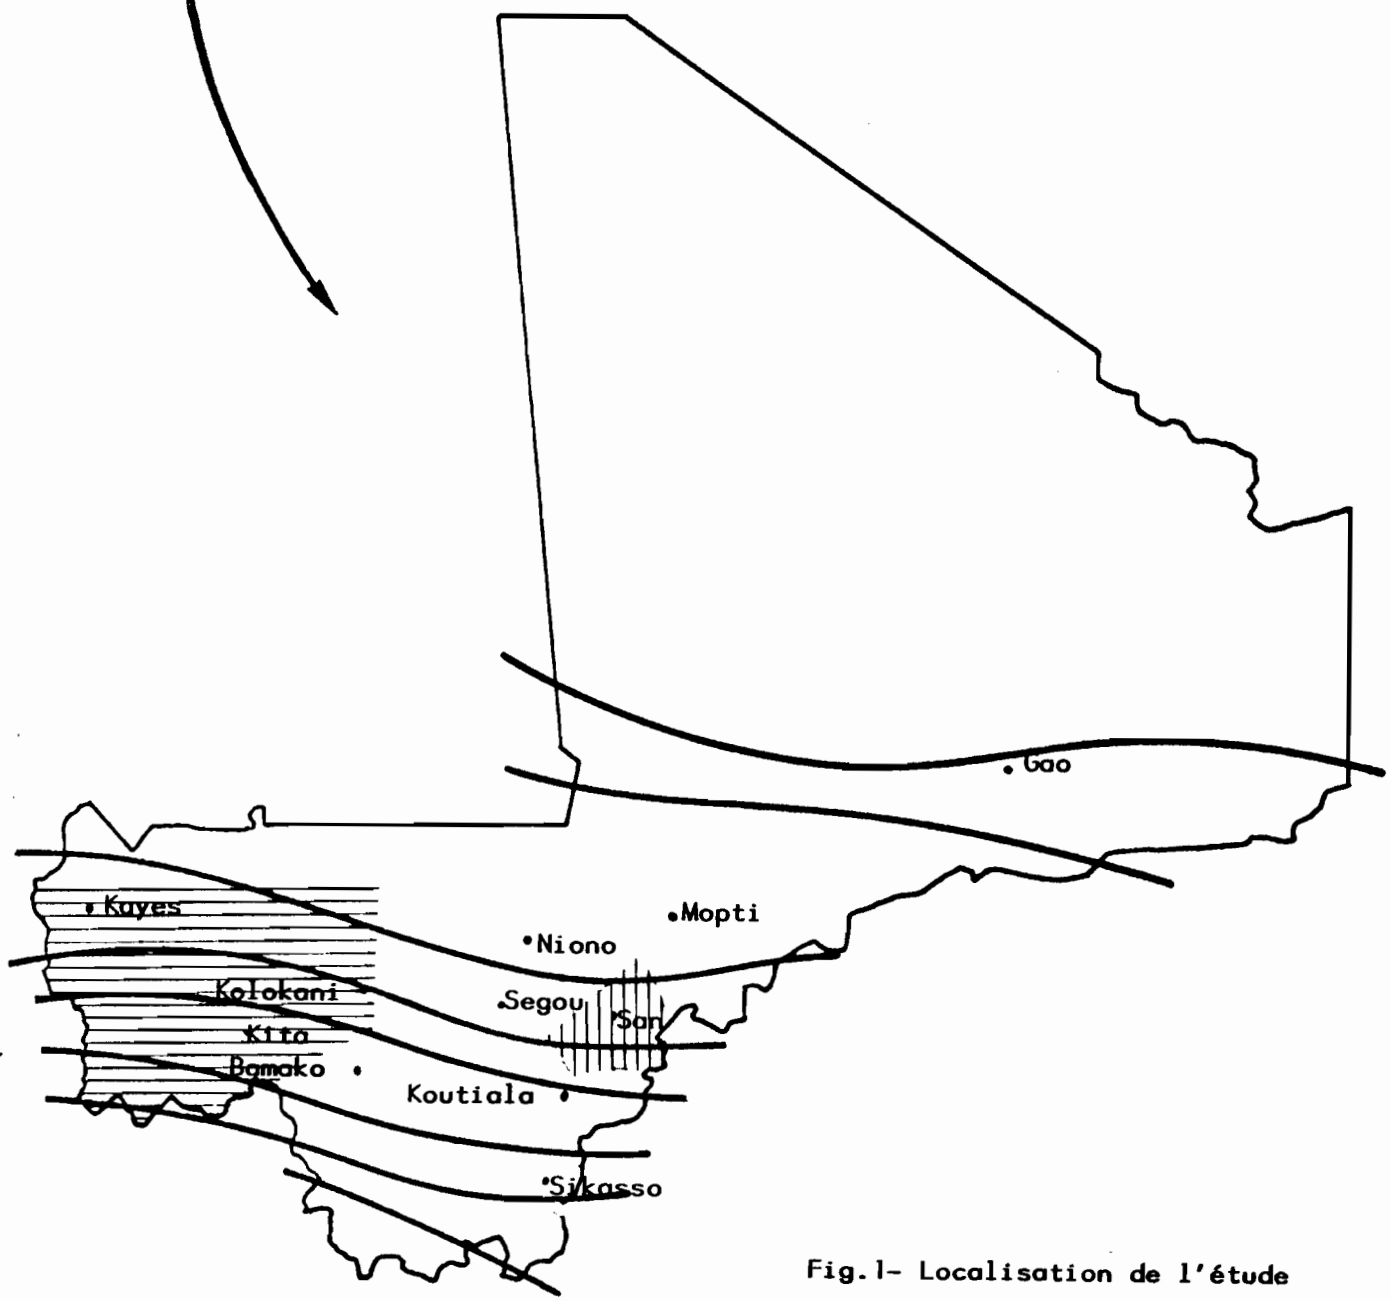 Gao
Kayes
Mopti
Niono
Kolokani
Segou
San
Kita
Bamako
Koutiala
Sikasso
Fig.1- Localisation de l'étude